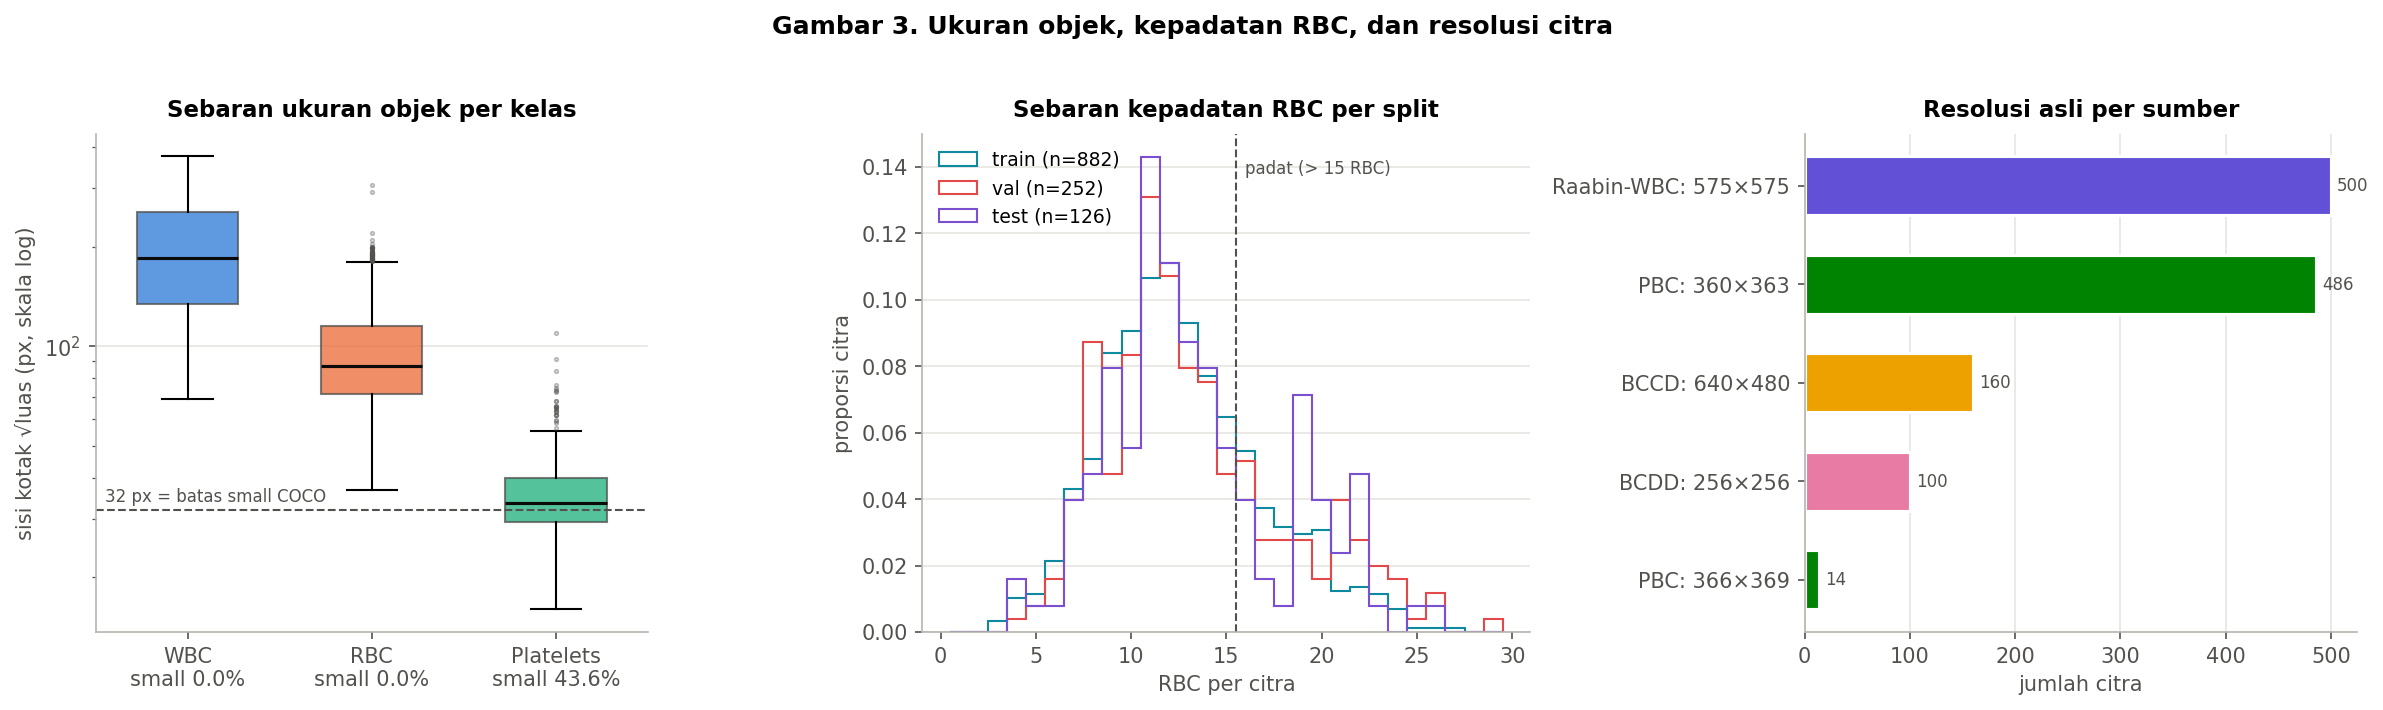 Gambar 3. Ukuran objek, kepadatan RBC, dan resolusi citra
Sebaran ukuran objek per kelas
sisi kotak √luas (px, skala log)
10²
32 px = batas small COCO
WBC
small 0.0%
RBC
small 0.0%
Platelets
small 43.6%
Sebaran kepadatan RBC per split
proporsi citra
0.14
0.12
0.10
0.08
0.06
0.04
0.02
0.00
train (n=882)
val (n=252)
test (n=126)
padat (> 15 RBC)
0 5 10 15 20 25 30
RBC per citra
Resolusi asli per sumber
Raabin-WBC: 575×575
500
PBC: 360×363
486
BCCD: 640×480
160
BCDD: 256×256
100
PBC: 366×369
14
0 100 200 300 400 500
jumlah citra